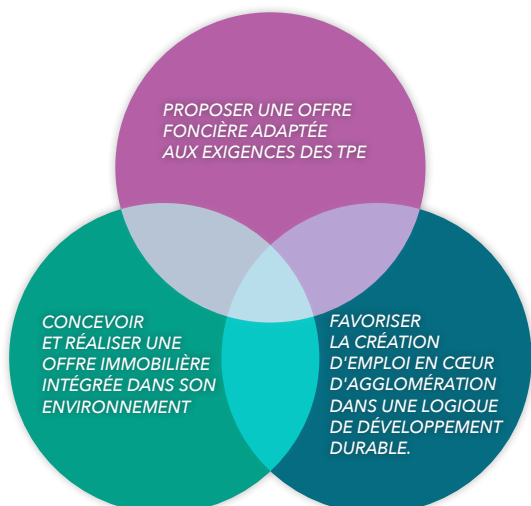 PROPOSER UNE OFFRE
FONCIÈRE ADAPTÉE
AUX EXIGENCES DES TPE
CONCEVOIR
ET RÉALISER UNE
OFFRE IMMOBILIÈRE
INTÉGRÉE DANS SON
ENVIRONNEMENT
FAVORISER
LA CRÉATION
D'EMPLOI EN CŒUR
D'AGGLOMÉRATION
DANS UNE LOGIQUE
DE DÉVELOPPEMENT
DURABLE.